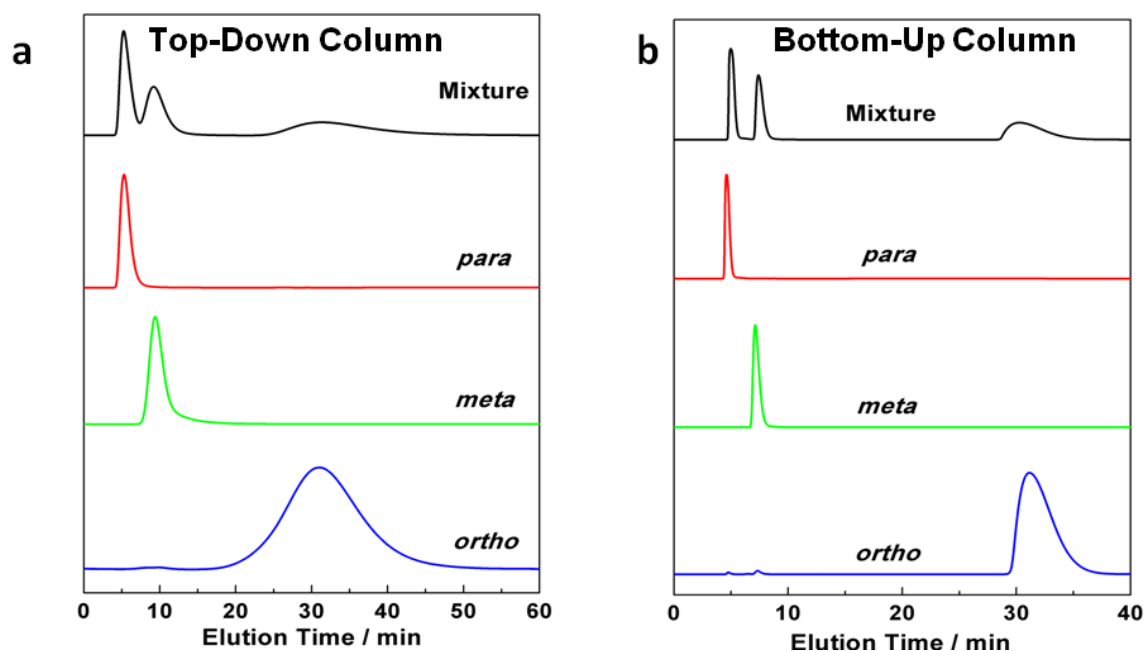 a
Top-Down Column
Mixture
para
meta
ortho
0 10 20 30 40 50 60
Elution Time / min
b
Bottom-Up Column
Mixture
para
meta
ortho
0 10 20 30 40
Elution Time / min